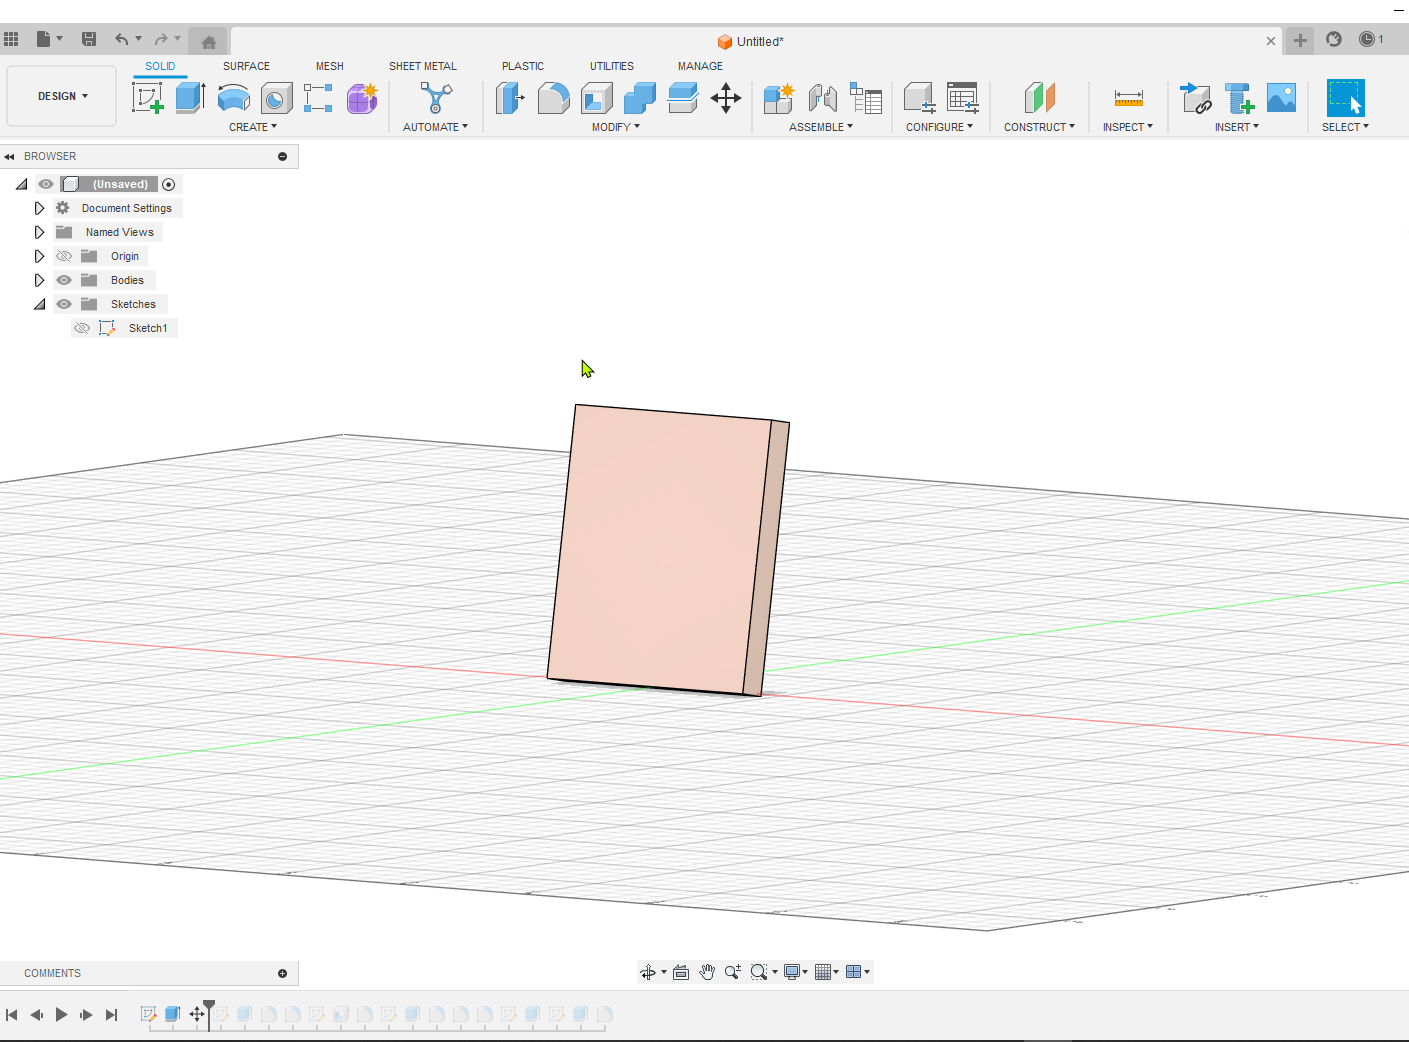 Untitled*
1
DESIGN
SOLID
SURFACE
MESH
SHEET METAL
PLASTIC
UTILITIES
MANAGE
CREATE
AUTOMATE
MODIFY
ASSEMBLE
CONFIGURE
CONSTRUCT
INSPECT
INSERT
SELECT
BROWSER
(Unsaved)
Document Settings
Named Views
Origin
Bodies
Sketches
Sketch1
COMMENTS